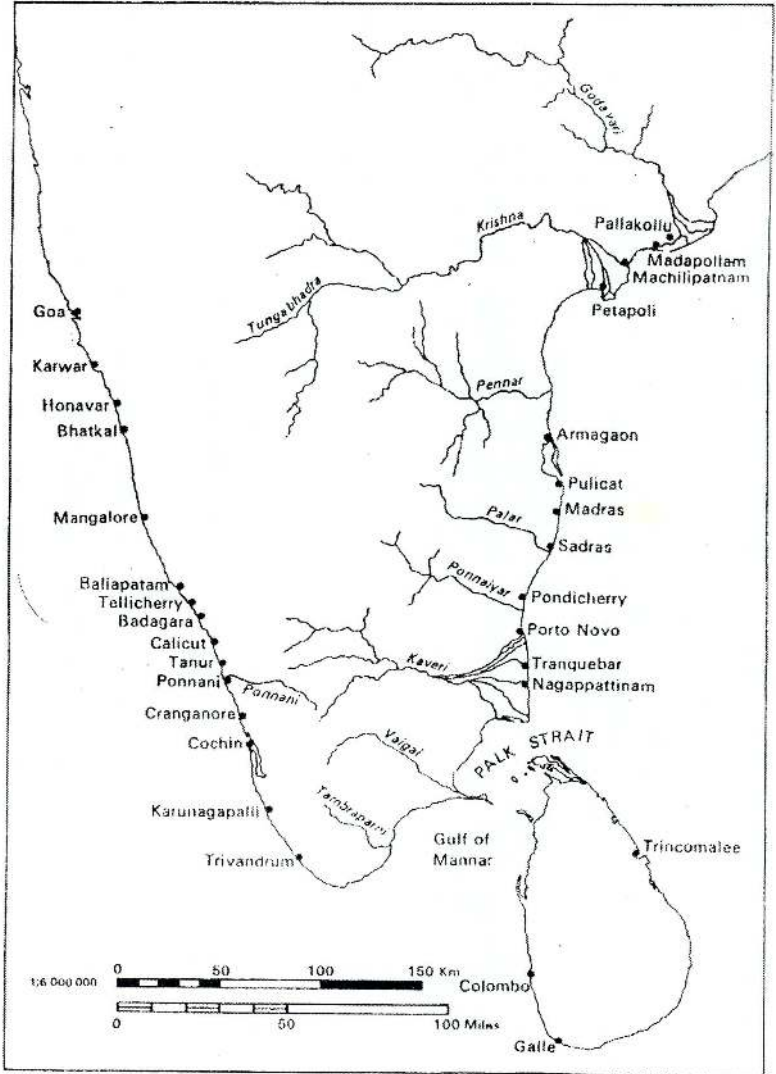 Godavari
Krishna
Pallakollu
Madapollam
Machilipatnam
Petapoli
Tungabhadra
Goa
Karwar
Honavar
Bhatkal
Pennar
Armagaon
Pulicat
Madras
Mangalore
Palar
Sadras
Baliapatam
Tellicherry
Badagara
Calicut
Tanur
Ponnani
Ponnani
Ponnaiyar
Pondicherry
Porto Novo
Kaveri
Tranquebar
Nagappattinam
Cranganore
Cochin
Vaigai
PALK STRAIT
Karunagapalli
Tambraparni
Trivandrum
Gulf of
Mannar
Trincomalee
1:6 000 000
0 50 100 150 Km
0 50 100 Miles
Colombo
Galle